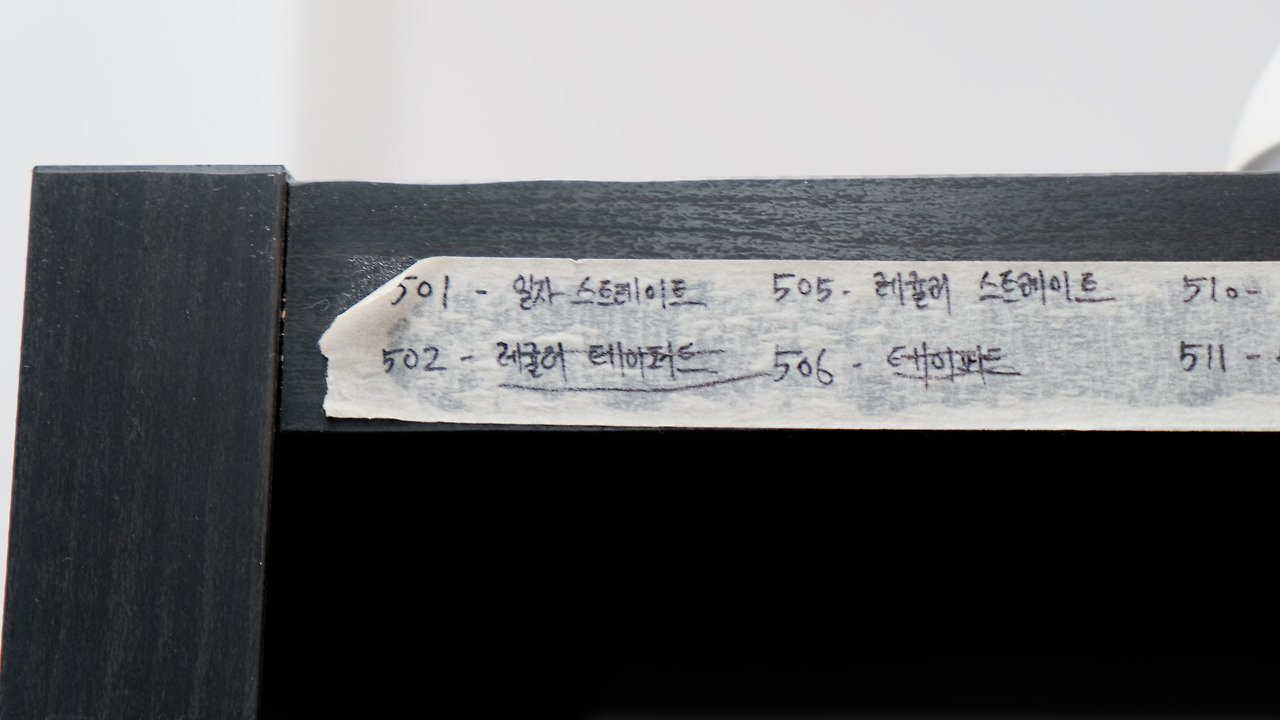 501 - 일자 스트레이트 505- 레귤러 스트레이트 510-
502 - 레귤러 테이퍼드 506 - 테이퍼드 511 -